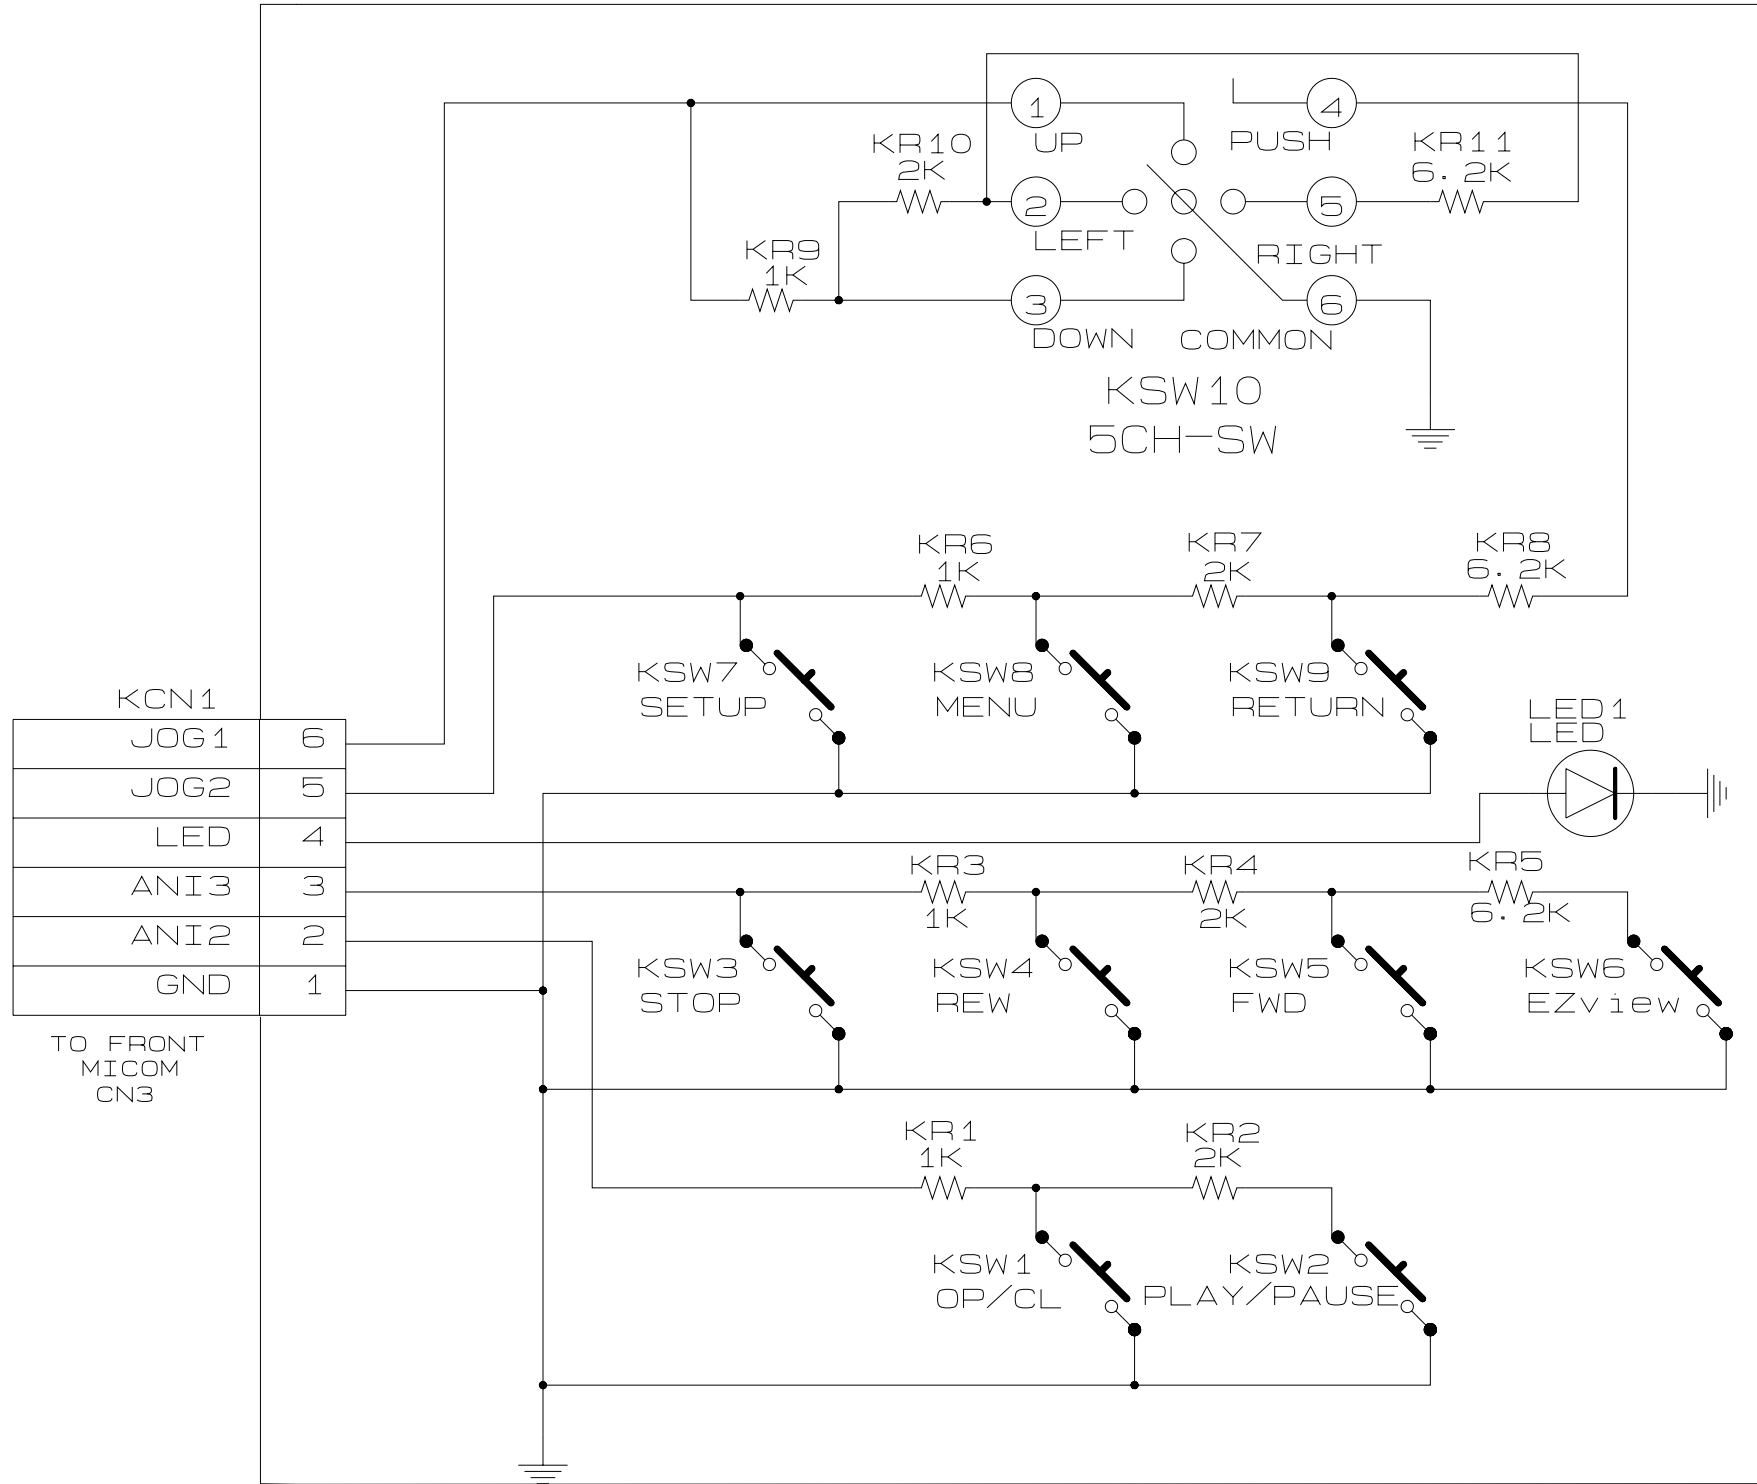 1
UP
PUSH
4
KR10
2K
KR11
6.2K
2
LEFT
5
RIGHT
KR9
1K
3
DOWN
COMMON
6
KSW10
5CH-SW
KR6
1K
KR7
2K
KR8
6.2K
KSW7
SETUP
KSW8
MENU
KSW9
RETURN
KCN1
JOG1 6
JOG2 5
LED 4
ANI3 3
ANI2 2
GND 1
TO FRONT
MICOM
CN3
LED1
LED
KR3
1K
KR4
2K
KR5
6.2K
KSW3
STOP
KSW4
REW
KSW5
FWD
KSW6
EZview
KR1
1K
KR2
2K
KSW1
OP/CL
KSW2
PLAY/PAUSE